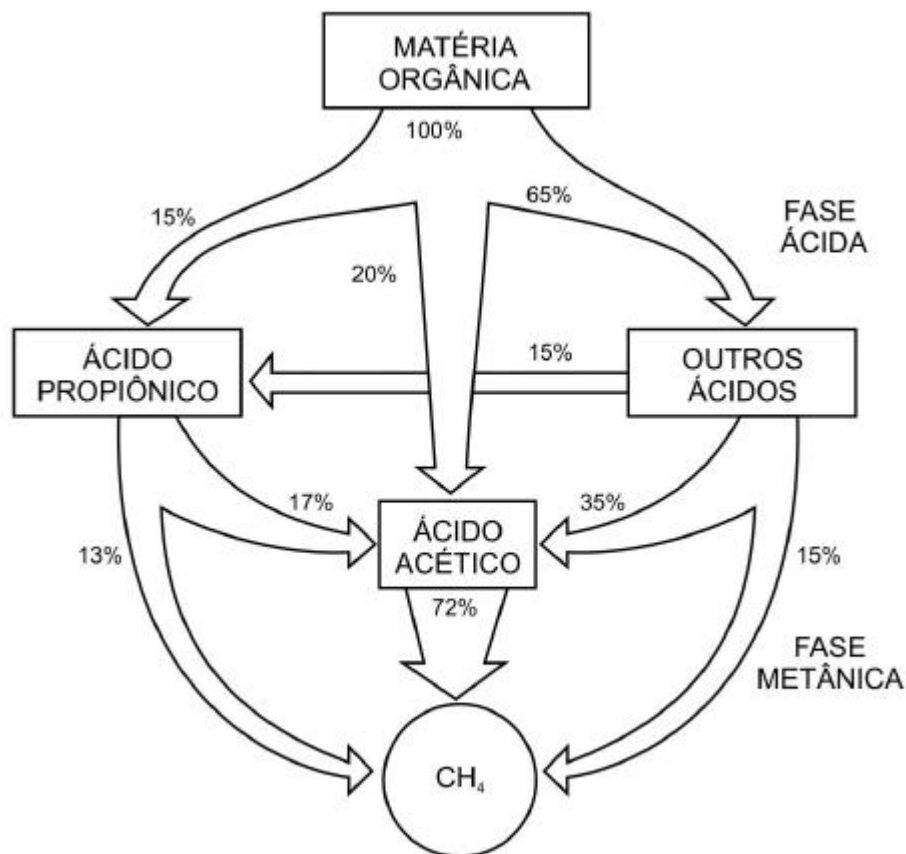 MATÉRIA
ORGÂNICA
100%
15%
65%
FASE
ÁCIDA
20%
ÁCIDO
PROPIÔNICO
15%
OUTROS
ÁCIDOS
17%
35%
13%
ÁCIDO
ACÉTICO
15%
72%
FASE
METÂNICA
CH₄